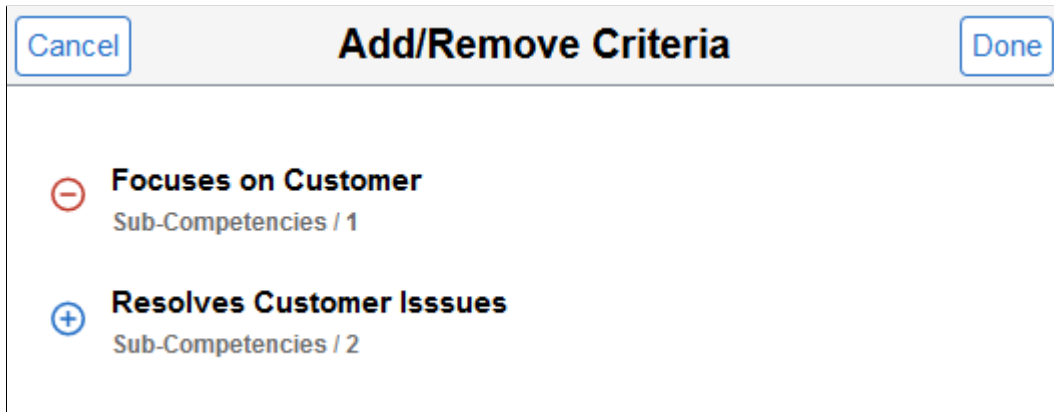 Cancel Add/Remove Criteria Done
Focuses on Customer
Sub-Competencies / 1
Resolves Customer Isssues
Sub-Competencies / 2